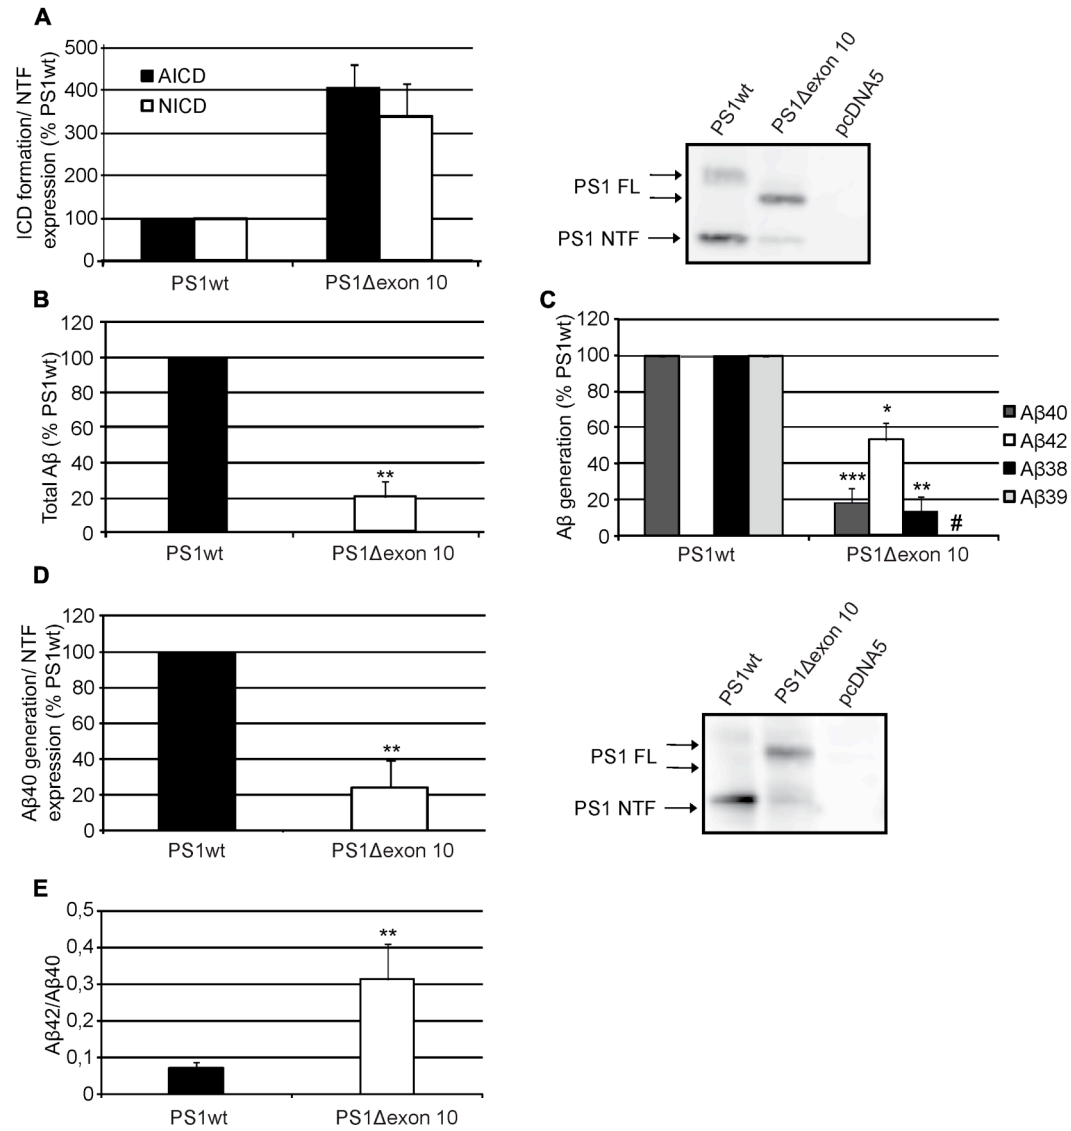 A
ICD formation/ NTF
expression (% PS1wt)
500
400
300
200
100
0
AICD
NICD
PS1wt
PS1Δexon 10
PS1wt
PS1Δexon 10
pcDNA5
PS1 FL
PS1 NTF
B
Total Aβ (% PS1wt)
120
100
80
60
40
20
0
**
PS1wt
PS1Δexon 10
C
Aβ generation (% PS1wt)
120
100
80
60
40
20
0
***
*
**
#
PS1wt
PS1Δexon 10
Aβ40
Aβ42
Aβ38
Aβ39
D
Aβ40 generation/ NTF
expression (% PS1wt)
120
100
80
60
40
20
0
**
PS1wt
PS1Δexon 10
PS1wt
PS1Δexon 10
pcDNA5
PS1 FL
PS1 NTF
E
Aβ42/Aβ40
0,5
0,4
0,3
0,2
0,1
0
**
PS1wt
PS1Δexon 10